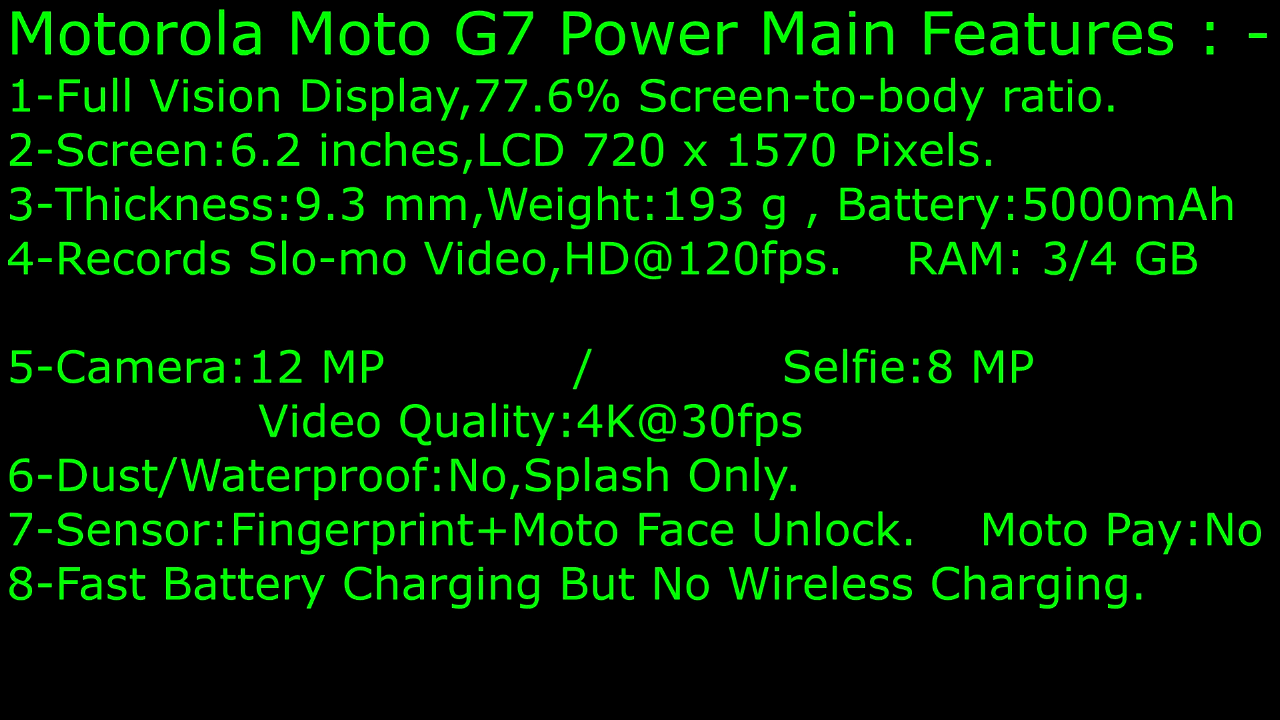 Motorola Moto G7 Power Main Features : -
1-Full Vision Display,77.6% Screen-to-body ratio.
2-Screen:6.2 inches,LCD 720 x 1570 Pixels.
3-Thickness:9.3 mm,Weight:193 g , Battery:5000mAh
4-Records Slo-mo Video,HD@120fps. RAM: 3/4 GB
5-Camera:12 MP / Selfie:8 MP
Video Quality:4K@30fps
6-Dust/Waterproof:No,Splash Only.
7-Sensor:Fingerprint+Moto Face Unlock. Moto Pay:No
8-Fast Battery Charging But No Wireless Charging.